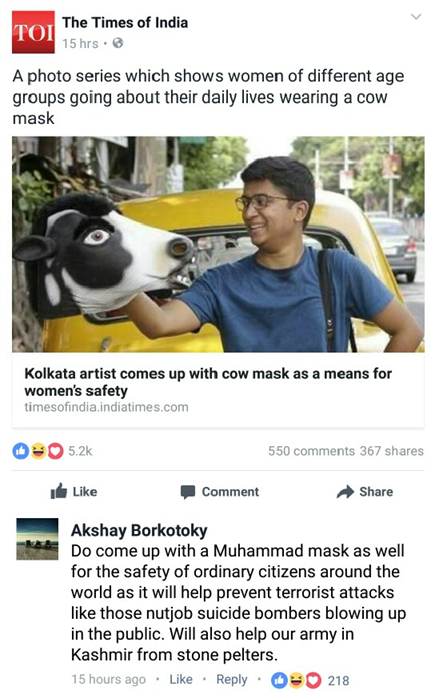 TOI
The Times of India
15 hrs
A photo series which shows women of different age
groups going about their daily lives wearing a cow
mask
Kolkata artist comes up with cow mask as a means for
women's safety
timesofindia.indiatimes.com
5.2k 550 comments 367 shares
Like Comment Share
Akshay Borkotoky
Do come up with a Muhammad mask as well
for the safety of ordinary citizens around the
world as it will help prevent terrorist attacks
like those nutjob suicide bombers blowing up
in the public. Will also help our army in
Kashmir from stone pelters.
15 hours ago · Like · Reply · 218